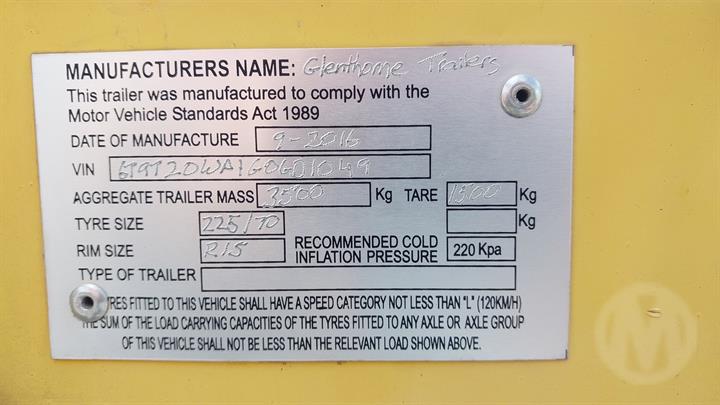 MANUFACTURERS NAME: Glenthorne Trailers
This trailer was manufactured to comply with the
Motor Vehicle Standards Act 1989
DATE OF MANUFACTURE 9-2016
VIN
AGGREGATE TRAILER MASS 3500 Kg TARE 1500 Kg
TYRE SIZE 225/70 Kg
RIM SIZE R15 RECOMMENDED COLD INFLATION PRESSURE 220 Kpa
TYPE OF TRAILER
FITTED TO THIS VEHICLE SHALL HAVE A SPEED CATEGORY NOT LESS THAN "L" (120KM/H)
THE SUM OF THE LOAD CARRYING CAPACITIES OF THE TYRES FITTED TO ANY AXLE OR AXLE GROUP
OF THIS VEHICLE SHALL NOT BE LESS THAN THE RELEVANT LOAD SHOWN ABOVE.
M